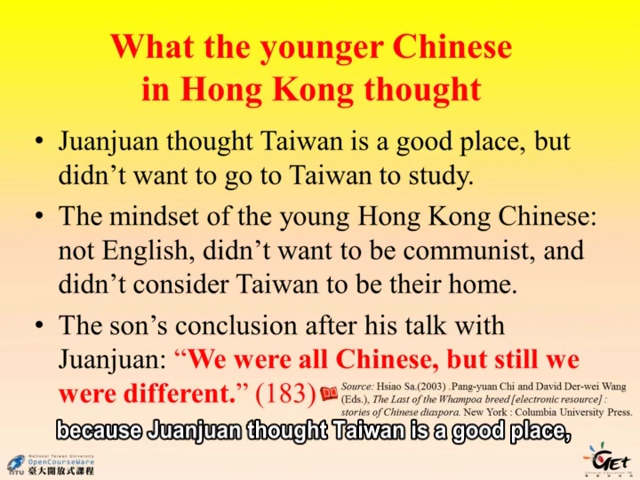 What the younger Chinese
in Hong Kong thought
• Juanjuan thought Taiwan is a good place, but
didn’t want to go to Taiwan to study.
• The mindset of the young Hong Kong Chinese:
not English, didn’t want to be communist, and
didn’t consider Taiwan to be their home.
• The son’s conclusion after his talk with
Juanjuan: “We were all Chinese, but still we
were different.” (183)
Source: Hsiao Sa.(2003) .Pang-yuan Chi and David Der-wei Wang
(Eds.), The Last of the Whampoa breed [electronic resource] :
stories of Chinese diaspora. New York : Columbia University Press.
because Juanjuan thought Taiwan is a good place,
National Taiwan University
OpenCourseWare
NTU 臺大開放式課程
GET